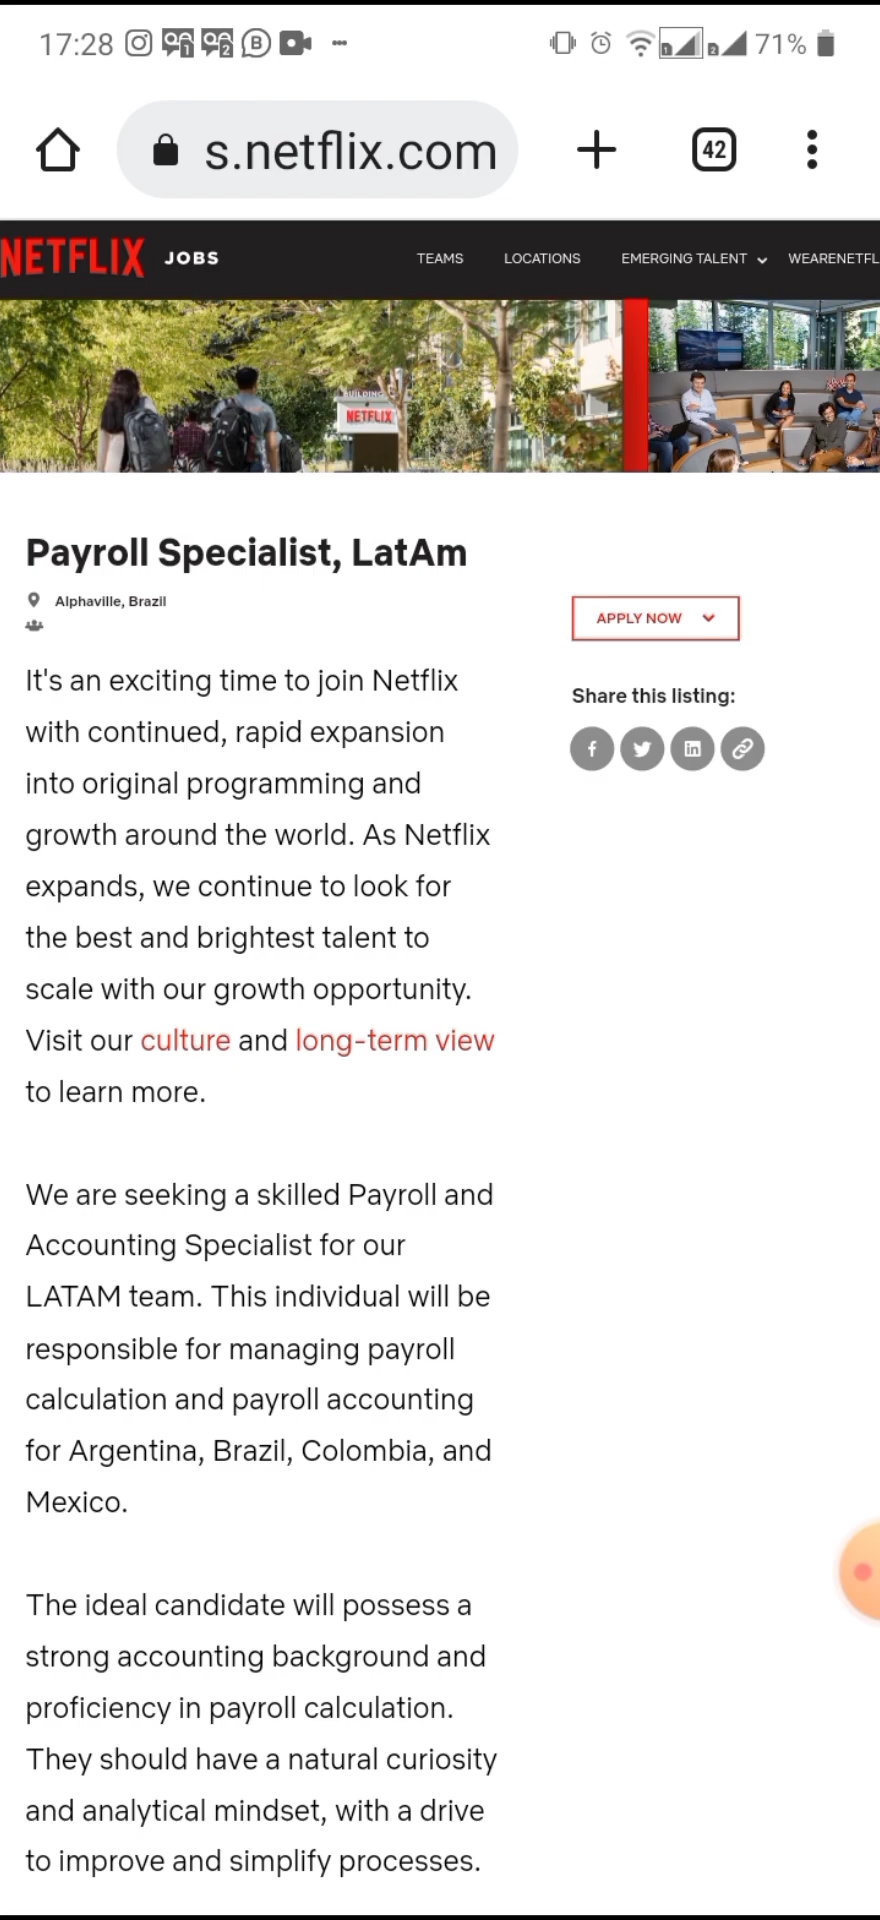 17:28
71%
s.netflix.com
42
NETFLIX JOBS
TEAMS LOCATIONS EMERGING TALENT WEARENETFL
BUILDING
NETFLIX
Payroll Specialist, LatAm
Alphaville, Brazil
APPLY NOW
Share this listing:
It's an exciting time to join Netflix
with continued, rapid expansion
into original programming and
growth around the world. As Netflix
expands, we continue to look for
the best and brightest talent to
scale with our growth opportunity.
Visit our culture and long-term view
to learn more.
We are seeking a skilled Payroll and
Accounting Specialist for our
LATAM team. This individual will be
responsible for managing payroll
calculation and payroll accounting
for Argentina, Brazil, Colombia, and
Mexico.
The ideal candidate will possess a
strong accounting background and
proficiency in payroll calculation.
They should have a natural curiosity
and analytical mindset, with a drive
to improve and simplify processes.